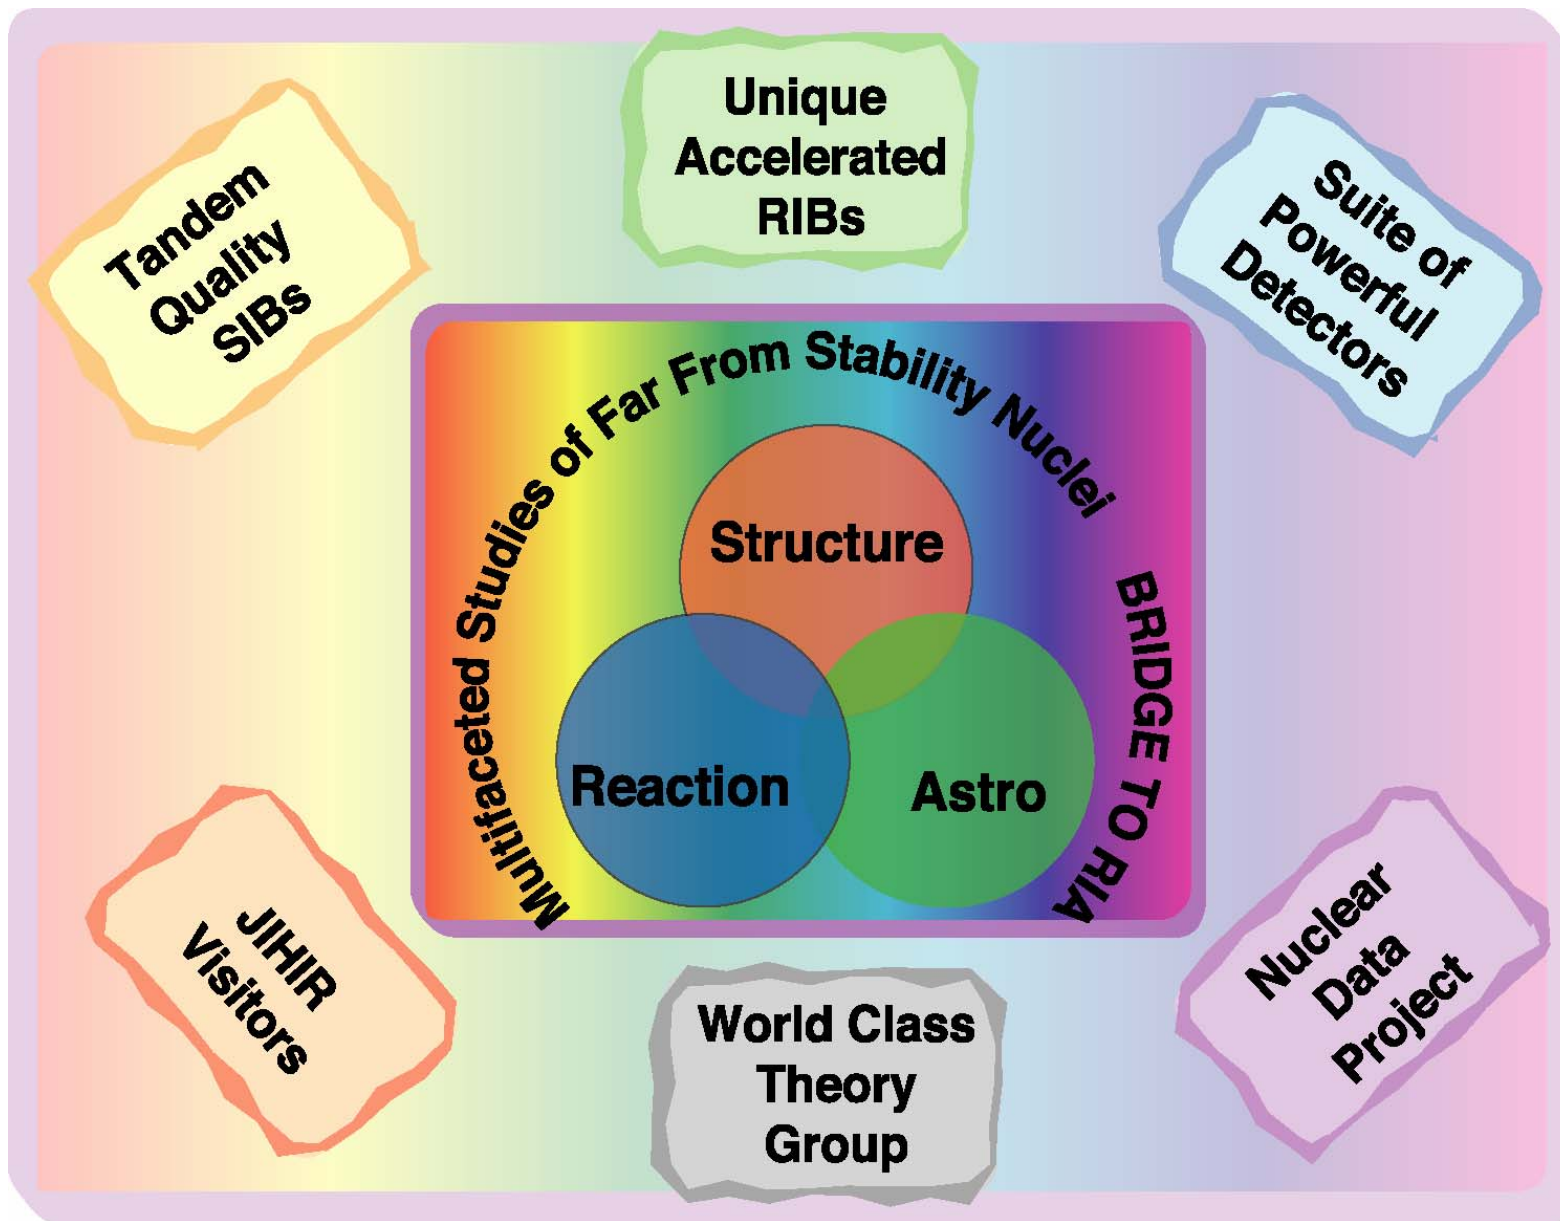 Unique
Accelerated
RIBs
Tandem
Quality
SIBs
Suite of
Powerful
Detectors
Multifaceted Studies of Far From Stability Nuclei
BRIDGE TO RIA
Structure
Reaction
Astro
JIHIR
Visitors
World Class
Theory
Group
Nuclear
Data
Project